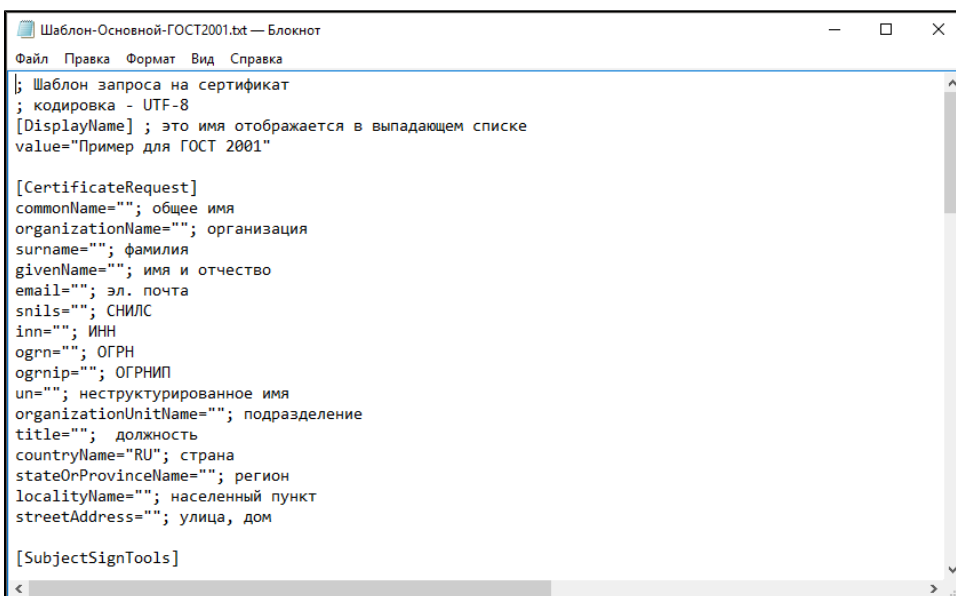 Шаблон-Основной-ГОСТ2001.txt — Блокнот
Файл Правка Формат Вид Справка
; Шаблон запроса на сертификат
; кодировка - UTF-8
[DisplayName] ; это имя отображается в выпадающем списке
value="Пример для ГОСТ 2001"
[CertificateRequest]
commonName=""; общее имя
organizationName=""; организация
surname=""; фамилия
givenName=""; имя и отчество
email=""; эл. почта
snils=""; СНИЛС
inn=""; ИНН
ogrn=""; ОГРН
ogrnip=""; ОГРНИП
un=""; неструктурированное имя
organizationUnitName=""; подразделение
title="";  должность
countryName="RU"; страна
stateOrProvinceName=""; регион
localityName=""; населенный пункт
streetAddress=""; улица, дом
[SubjectSignTools]